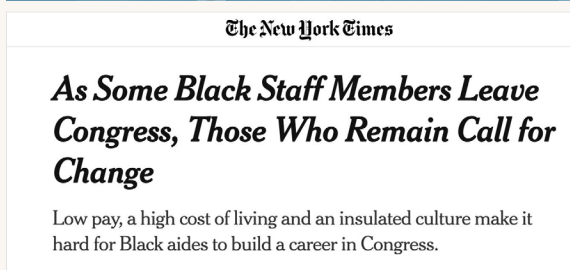 The New York Times
As Some Black Staff Members Leave
Congress, Those Who Remain Call for
Change
Low pay, a high cost of living and an insulated culture make it
hard for Black aides to build a career in Congress.